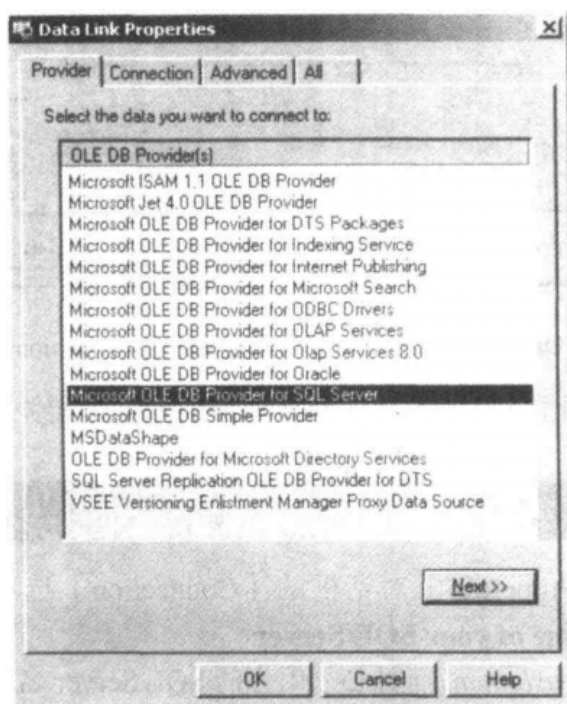 Data Link Properties
Provider Connection Advanced All
Select the data you want to connect to:
OLE DB Provider(s)
Microsoft ISAM 1.1 OLE DB Provider
Microsoft Jet 4.0 OLE DB Provider
Microsoft OLE DB Provider for DTS Packages
Microsoft OLE DB Provider for Indexing Service
Microsoft OLE DB Provider for Internet Publishing
Microsoft OLE DB Provider for Microsoft Search
Microsoft OLE DB Provider for ODBC Drivers
Microsoft OLE DB Provider for OLAP Services
Microsoft OLE DB Provider for Olap Services 8.0
Microsoft OLE DB Provider for Oracle
Microsoft OLE DB Provider for SQL Server
Microsoft OLE DB Simple Provider
MSDataShape
OLE DB Provider for Microsoft Directory Services
SQL Server Replication OLE DB Provider for DTS
VSEE Versioning Enlistment Manager Proxy Data Source
Next >>
OK Cancel Help